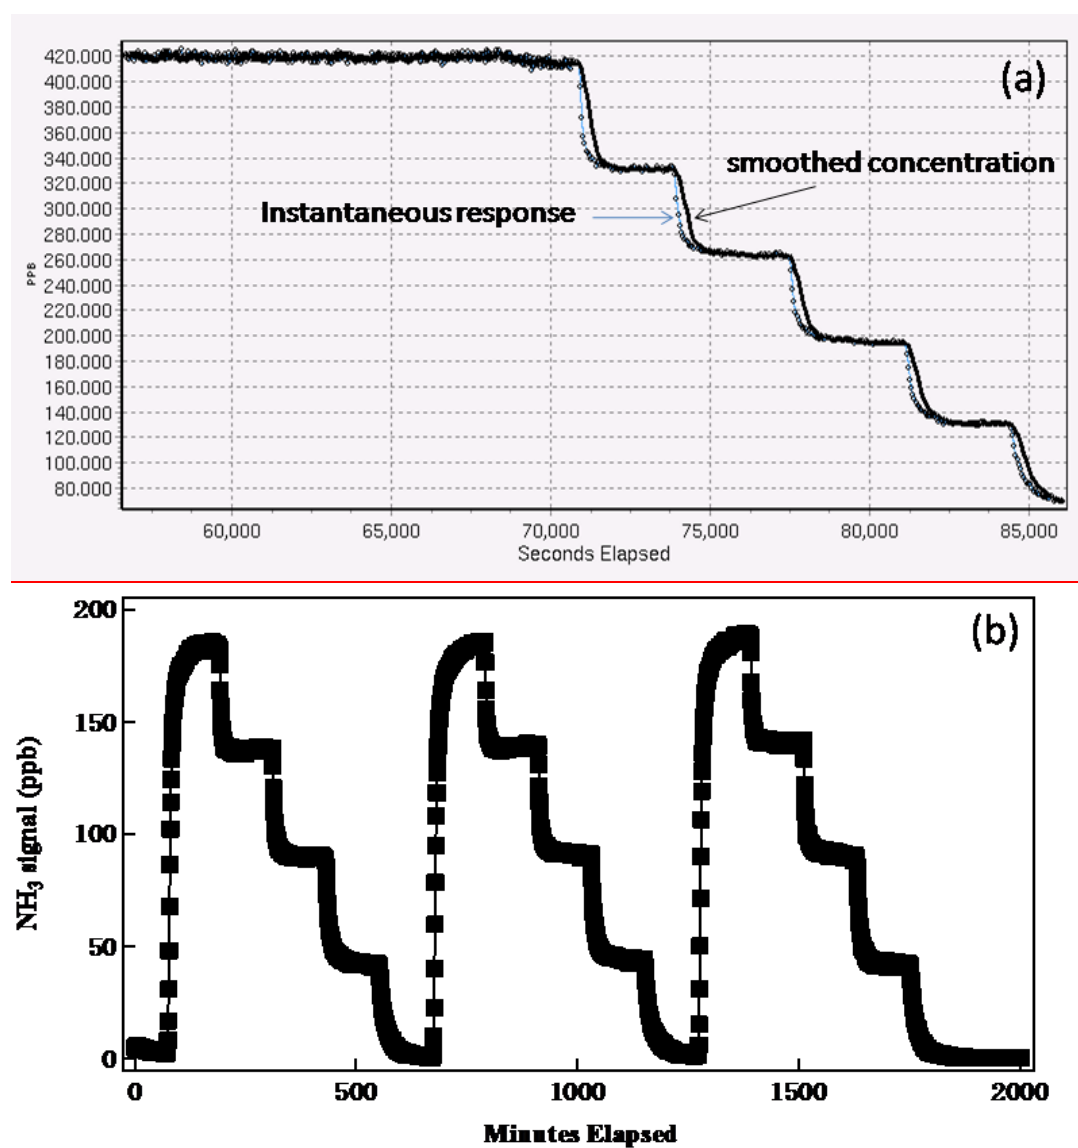 (a)
420.000
400.000
380.000
360.000
340.000
320.000
300.000
280.000
260.000
240.000
220.000
200.000
180.000
160.000
140.000
120.000
100.000
80.000
PPB
smoothed concentration
Instantaneous response
60,000 65,000 70,000 75,000 80,000 85,000
Seconds Elapsed
(b)
200
150
100
50
0
NH₃ signal (ppb)
0 500 1000 1500 2000
Minutes Elapsed